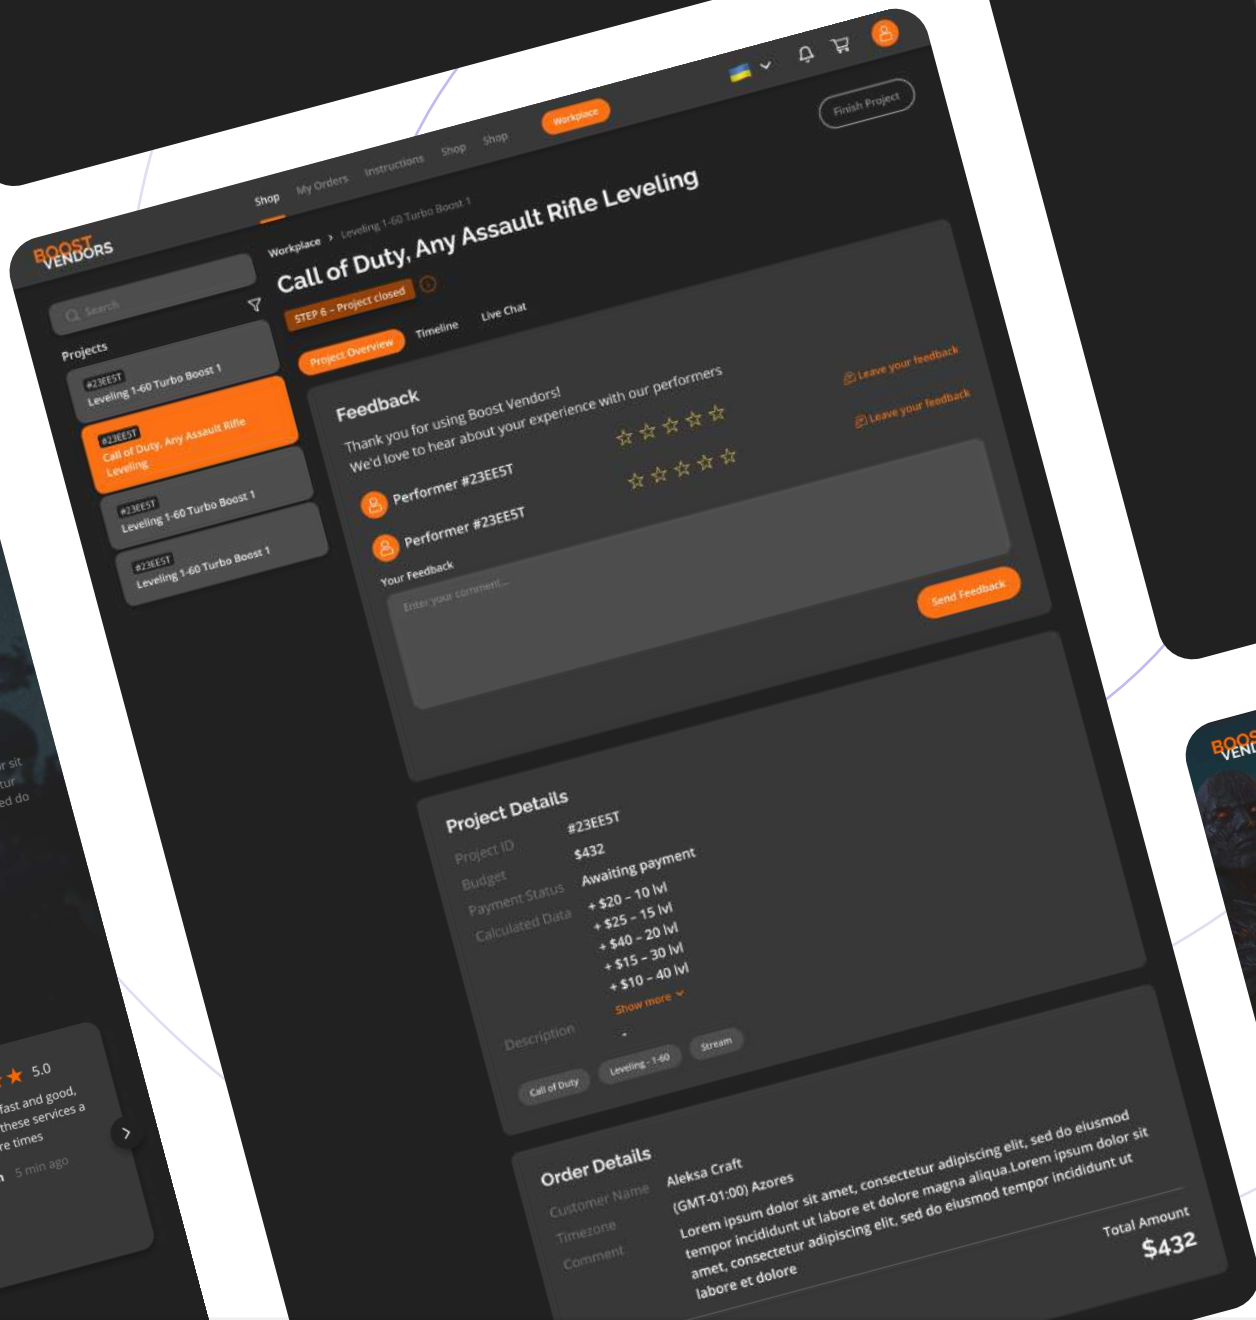 BOOST
VENDORS
Shop
My Orders
Instructions
Shop
Shop
Workplace
Finish Project
Search
Projects
#23EE5T
Leveling 1-60 Turbo Boost 1
#23EE5T
Call of Duty, Any Assault Rifle
Leveling
#23EE5T
Leveling 1-60 Turbo Boost 1
#23EE5T
Leveling 1-60 Turbo Boost 1
Workplace > Leveling 1-60 Turbo Boost 1
Call of Duty, Any Assault Rifle Leveling
STEP 6 – Project closed
Project Overview
Timeline
Live Chat
Feedback
Thank you for using Boost Vendors!
We'd love to hear about your experience with our performers
Performer #23EE5T
Leave your feedback
Performer #23EE5T
Leave your feedback
Your Feedback
Enter your comment...
Send Feedback
Project Details
Project ID #23EE5T
Budget $432
Payment Status Awaiting payment
Calculated Data + $20 – 10 lvl
+ $25 – 15 lvl
+ $40 – 20 lvl
+ $15 – 30 lvl
+ $10 – 40 lvl
Show more
Description -
Call of Duty
Leveling - 1-60
Stream
Order Details
Customer Name Aleksa Craft
Timezone (GMT-01:00) Azores
Comment Lorem ipsum dolor sit amet, consectetur adipiscing elit, sed do eiusmod
tempor incididunt ut labore et dolore magna aliqua.Lorem ipsum dolor sit
amet, consectetur adipiscing elit, sed do eiusmod tempor incididunt ut
labore et dolore
Total Amount
$432
sit
ed do
5.0
fast and good,
these services a
times
5 min ago
BOOS
VEND